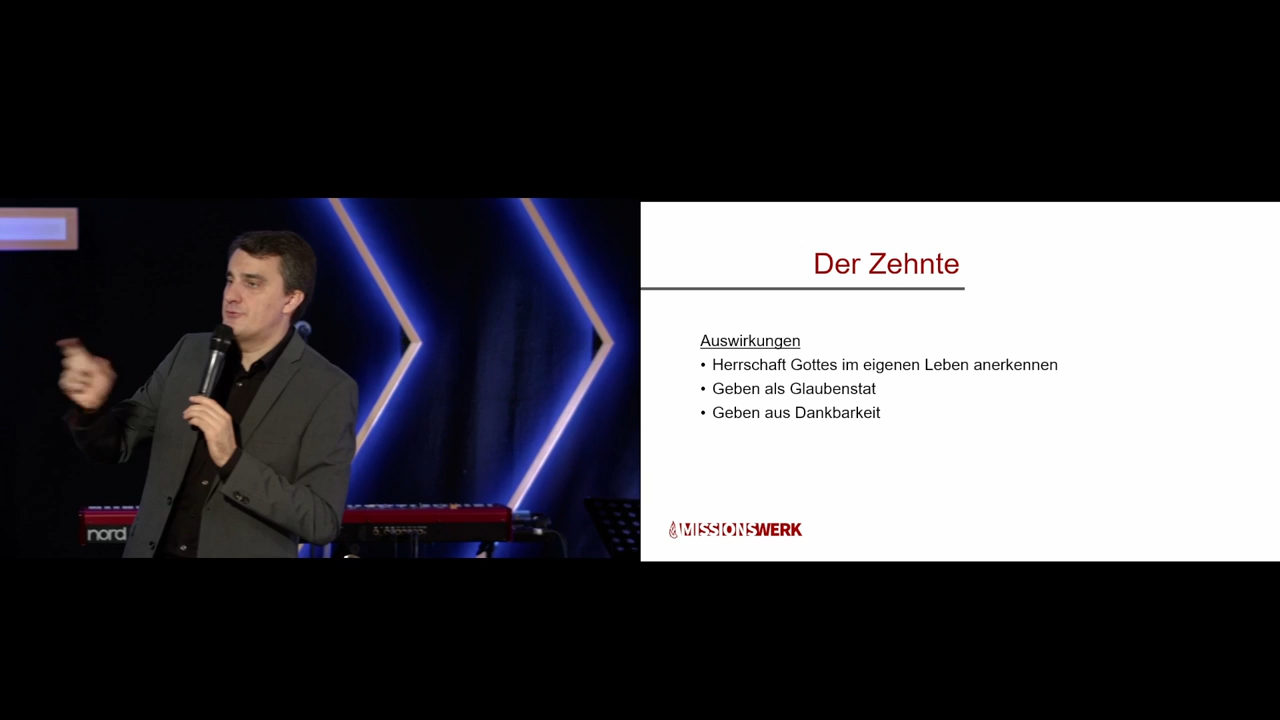 nord
Der Zehnte
Auswirkungen
• Herrschaft Gottes im eigenen Leben anerkennen
• Geben als Glaubenstat
• Geben aus Dankbarkeit
MISSIONSWERK